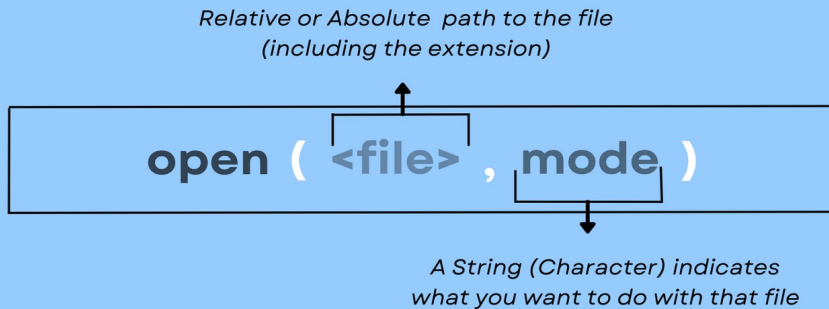 Relative or Absolute path to the file
(including the extension)
open ( <file> , mode )
A String (Character) indicates
what you want to do with that file